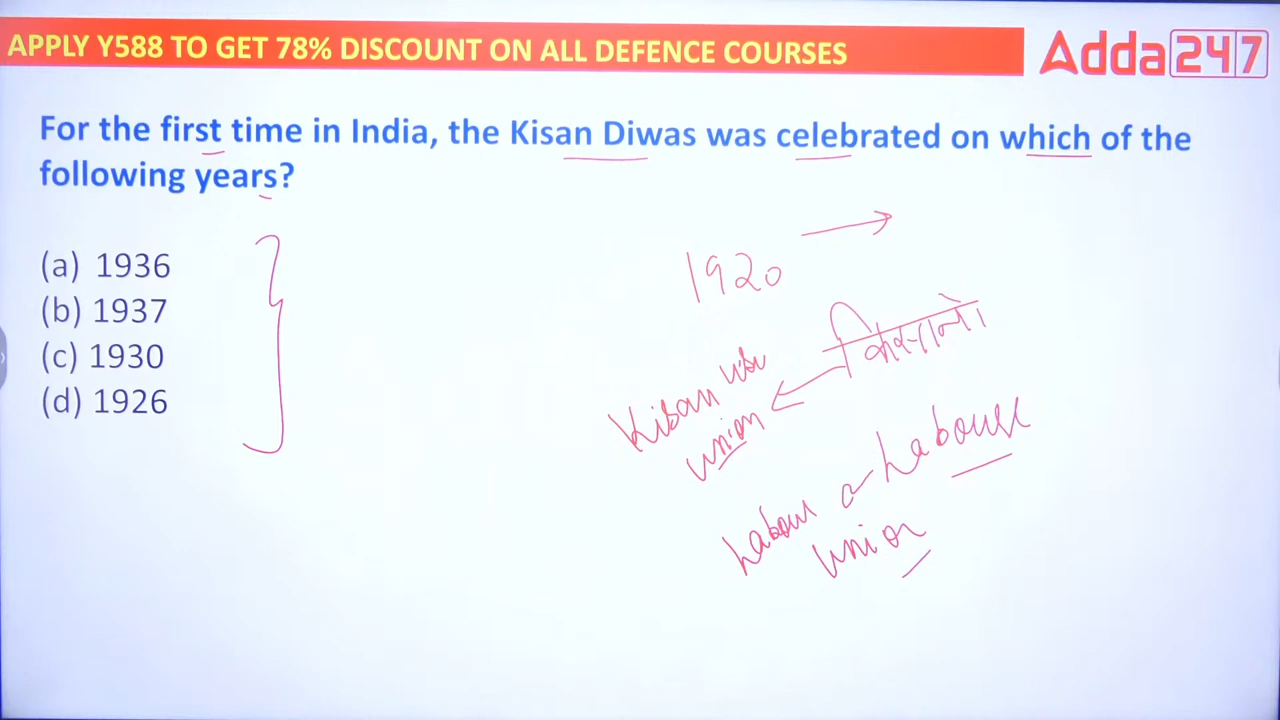 APPLY Y588 TO GET 78% DISCOUNT ON ALL DEFENCE COURSES
Adda247
For the first time in India, the Kisan Diwas was celebrated on which of the
following years?
(a) 1936
(b) 1937
(c) 1930
(d) 1926
1920
Kisan
union
Labour Labour
union